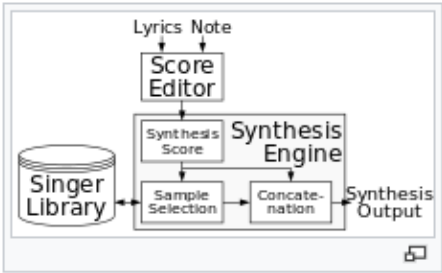 Lyrics Note
Score
Editor
Synthesis
Score
Synthesis
Engine
Singer
Library
Sample
Selection
Concate-
nation
Synthesis
Output